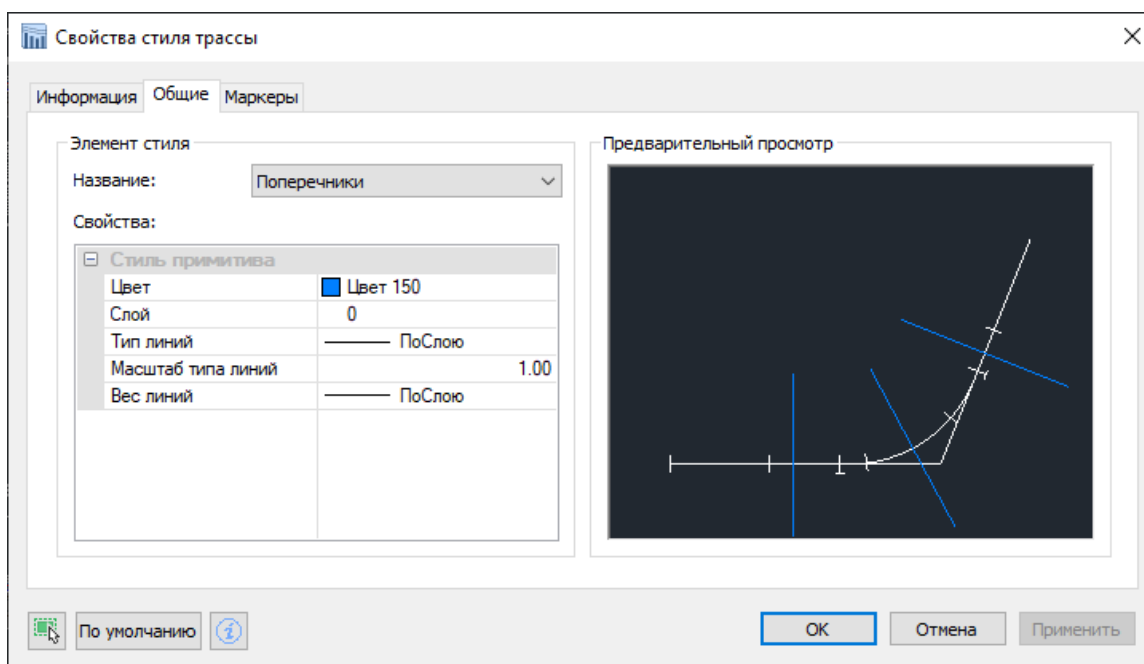 Свойства стиля трассы
Информация Общие Маркеры
Элемент стиля
Название: Поперечники
Свойства:
Стиль примитива
Цвет Цвет 150
Слой 0
Тип линий ПоСлою
Масштаб типа линий 1.00
Вес линий ПоСлою
Предварительный просмотр
По умолчанию OK Отмена Применить